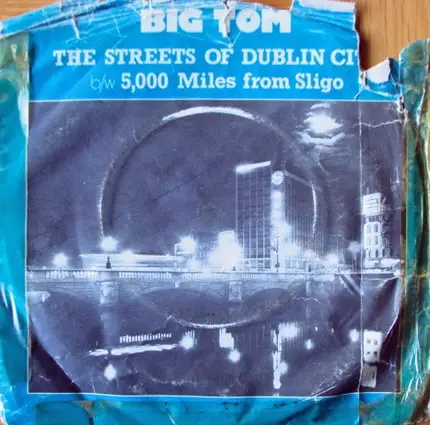 BIG TOM
THE STREETS OF DUBLIN CI
b/w 5,000 Miles from Sligo